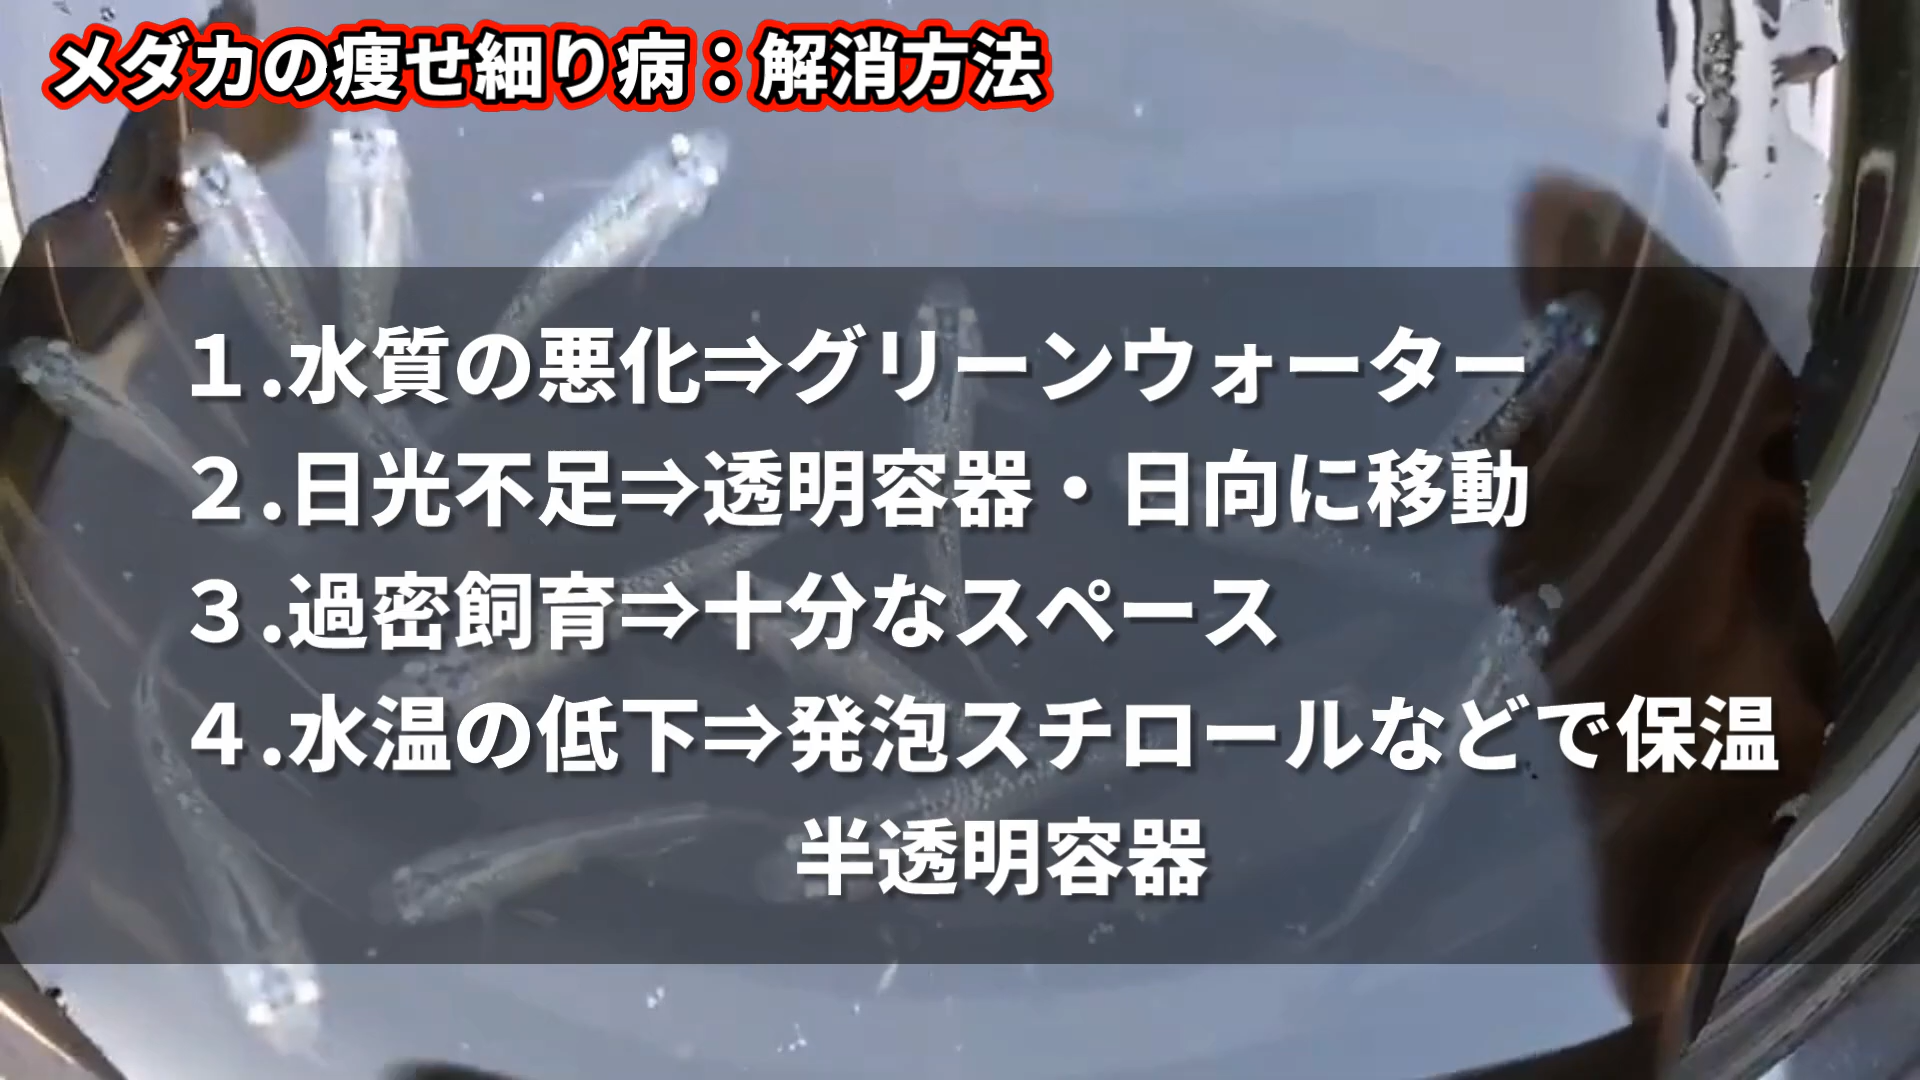 メダカの痩せ細り病：解消方法
１.水質の悪化⇒グリーンウォーター
２.日光不足⇒透明容器・日向に移動
３.過密飼育⇒十分なスペース
４.水温の低下⇒発泡スチロールなどで保温
半透明容器